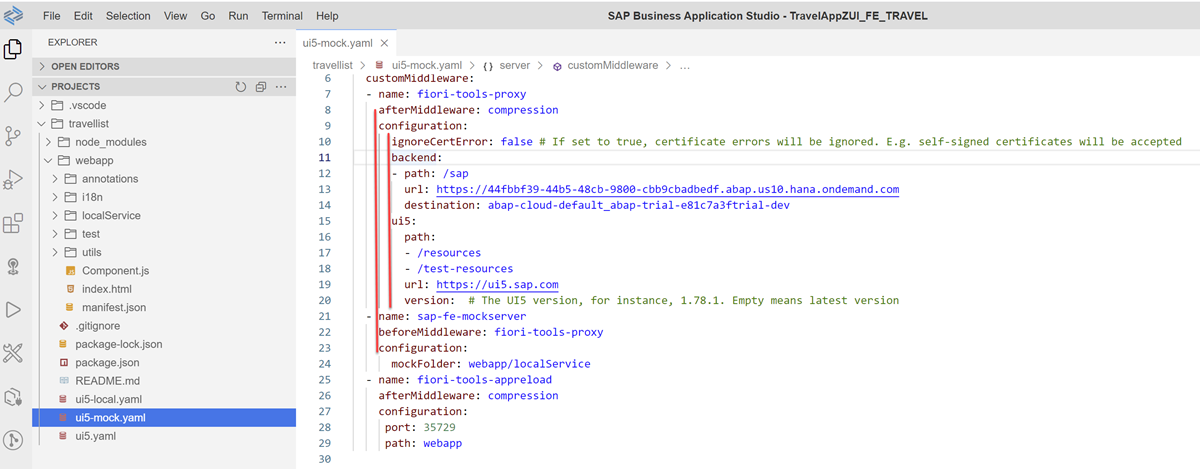 File Edit Selection View Go Run Terminal Help
SAP Business Application Studio - TravelAppZUI_FE_TRAVEL
EXPLORER
OPEN EDITORS
PROJECTS
.vscode
travellist
node_modules
webapp
annotations
i18n
localService
test
utils
Component.js
index.html
manifest.json
.gitignore
package-lock.json
package.json
README.md
ui5-local.yaml
ui5-mock.yaml
ui5.yaml
ui5-mock.yaml
travellist > ui5-mock.yaml > {} server > customMiddleware > ...
6 customMiddleware:
7 - name: fiori-tools-proxy
8 afterMiddleware: compression
9 configuration:
10 ignoreCertError: false # If set to true, certificate errors will be ignored. E.g. self-signed certificates will be accepted
11 backend:
12 - path: /sap
13 url: https://44fbbf39-44b5-48cb-9800-cbb9cbadbedf.abap.us10.hana.ondemand.com
14 destination: abap-cloud-default_abap-trial-e81c7a3ftrial-dev
15 ui5:
16 path:
17 - /resources
18 - /test-resources
19 url: https://ui5.sap.com
20 version: # The UI5 version, for instance, 1.78.1. Empty means latest version
21 - name: sap-fe-mockserver
22 beforeMiddleware: fiori-tools-proxy
23 configuration:
24 mockFolder: webapp/localService
25 - name: fiori-tools-appreload
26 afterMiddleware: compression
27 configuration:
28 port: 35729
29 path: webapp
30